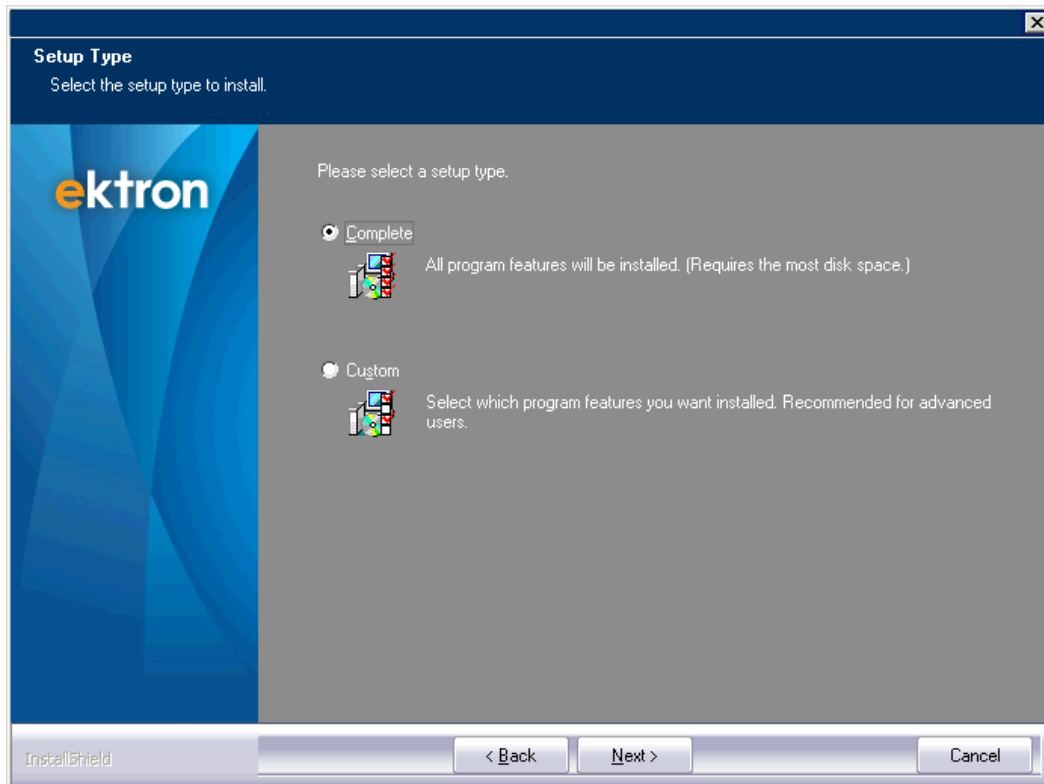 Setup Type
Select the setup type to install.
ektron
Please select a setup type.
Complete
All program features will be installed. (Requires the most disk space.)
Custom
Select which program features you want installed. Recommended for advanced
users.
InstallShield
< Back
Next >
Cancel